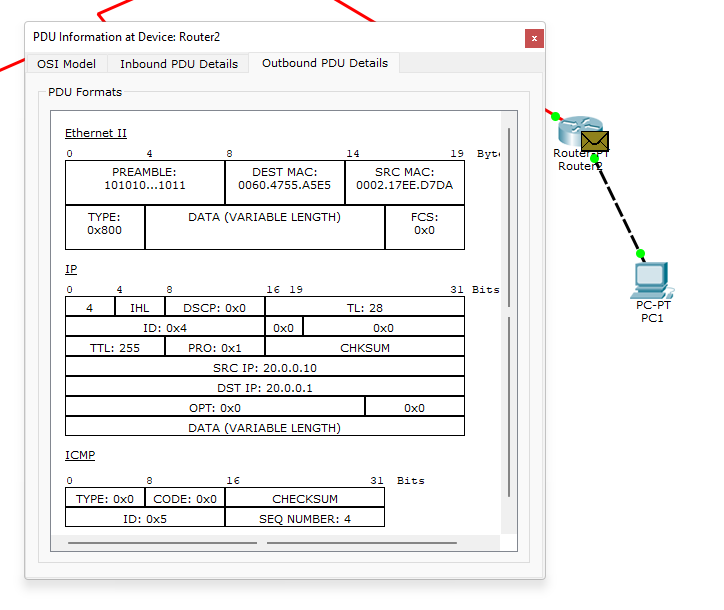 PDU Information at Device: Router2
x
OSI Model Inbound PDU Details Outbound PDU Details
PDU Formats
Ethernet II
0 4 8 14 19 Byte
PREAMBLE: DEST MAC: SRC MAC:
101010...1011 0060.4755.A5E5 0002.17EE.D7DA
TYPE: DATA (VARIABLE LENGTH) FCS:
0x800 0x0
IP
0 4 8 16 19 31 Bits
4 IHL DSCP: 0x0 TL: 28
ID: 0x4 0x0 0x0
TTL: 255 PRO: 0x1 CHKSUM
SRC IP: 20.0.0.10
DST IP: 20.0.0.1
OPT: 0x0 0x0
DATA (VARIABLE LENGTH)
ICMP
0 8 16 31 Bits
TYPE: 0x0 CODE: 0x0 CHECKSUM
ID: 0x5 SEQ NUMBER: 4
Router-PT
Router2
PC-PT
PC1